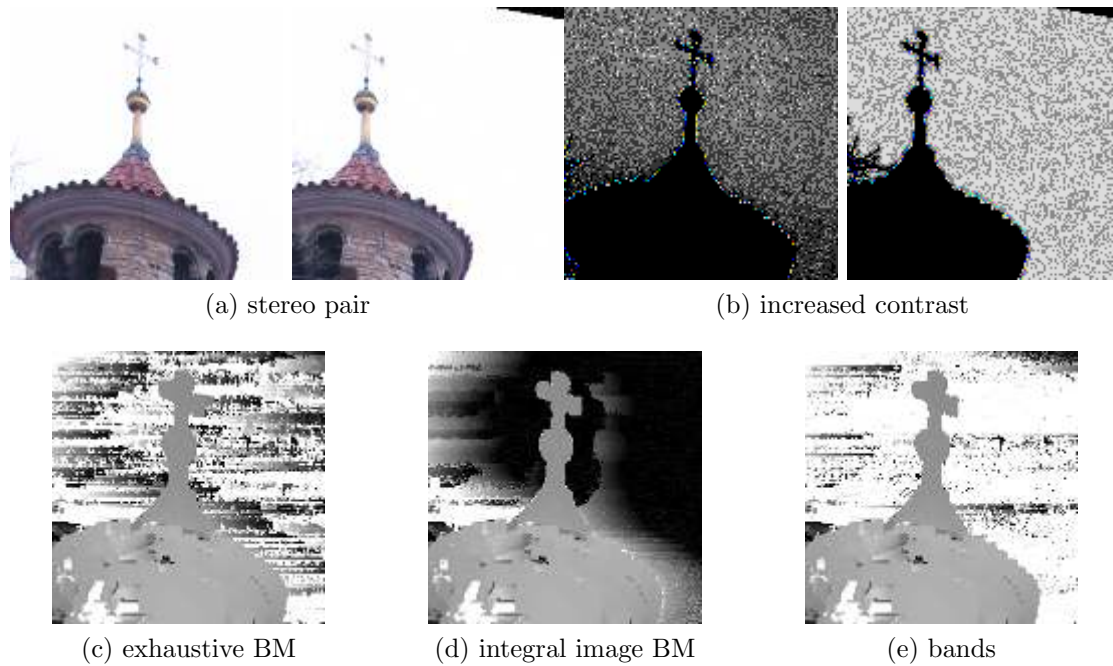 (a) stereo pair
(b) increased contrast
(c) exhaustive BM
(d) integral image BM
(e) bands